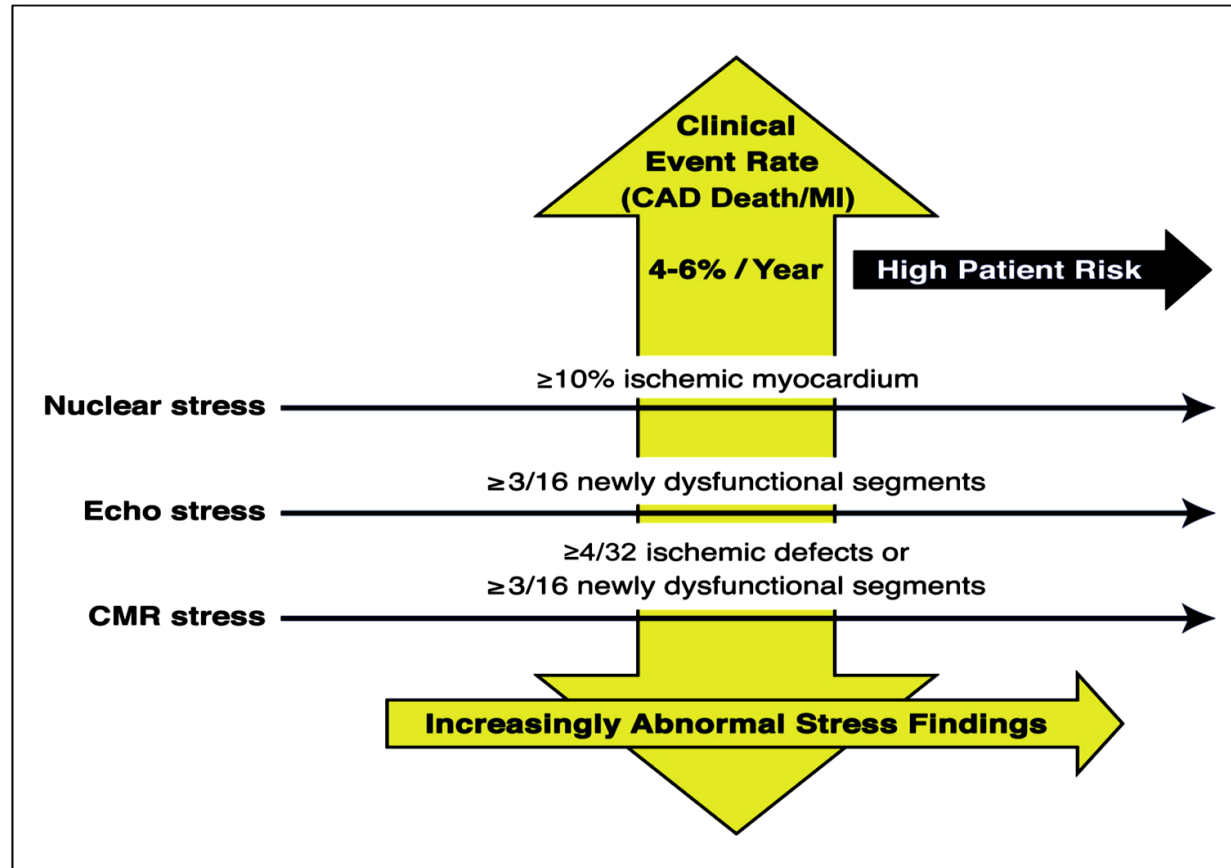 Clinical
Event Rate
(CAD Death/MI)
4-6% / Year
High Patient Risk
≥10% ischemic myocardium
Nuclear stress
≥3/16 newly dysfunctional segments
Echo stress
≥4/32 ischemic defects or
≥3/16 newly dysfunctional segments
CMR stress
Increasingly Abnormal Stress Findings